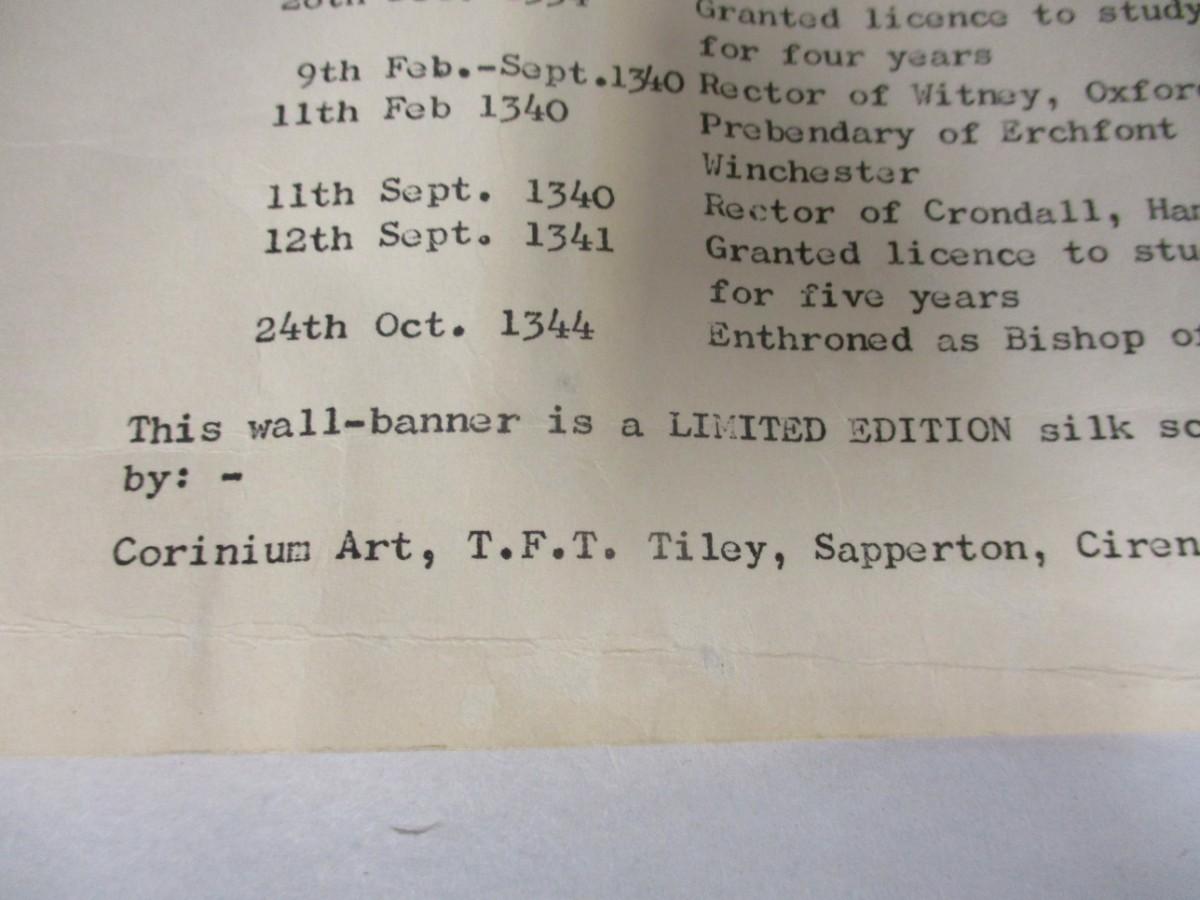 Granted licence to study
for four years
9th Feb.-Sept.1340 Rector of Witney, Oxfor
11th Feb 1340 Prebendary of Erchfont
Winchester
11th Sept. 1340 Rector of Crondall, Ha
12th Sept. 1341 Granted licence to stu
for five years
24th Oct. 1344 Enthroned as Bishop of
This wall-banner is a LIMITED EDITION silk sc
by: -
Corinium Art, T.F.T. Tiley, Sapperton, Ciren